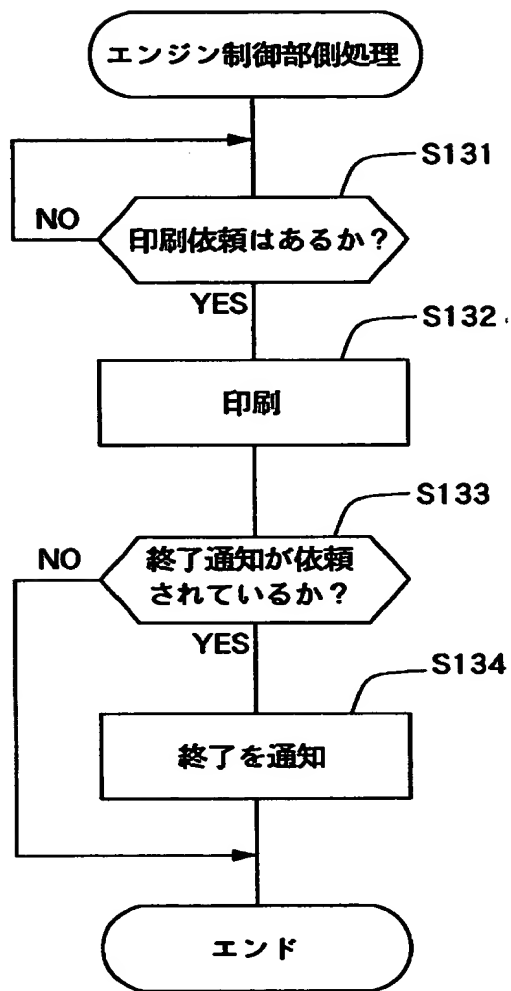 エンジン制御部側処理
S131
NO
印刷依頼はあるか？
YES
S132
印刷
S133
NO
終了通知が依頼
されているか？
YES
S134
終了を通知
エンド